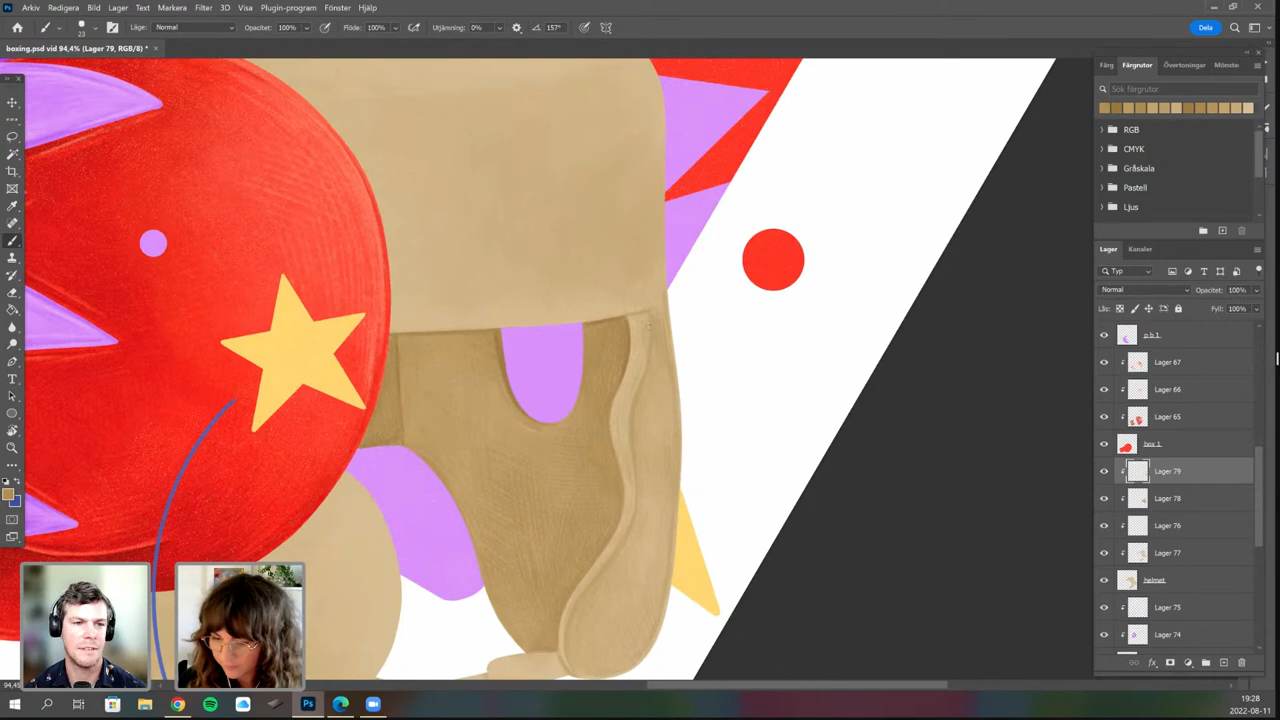 Arkiv Redigera Bild Lager Text Markera Filter 3D Visa Plugin-program Fönster Hjälp
23 Läge: Normal Opacitet: 100% Flöde: 100% Utjämning: 0% 157° Dela
boxing.psd vid 94,4% (Lager 79, RGB/8) * ×
Färg Färgrutor Övertoningar Mönste
Sök färgrutor
RGB
CMYK
Gråskala
Pastell
Ljus
Lager Kanaler
Typ
Normal Opacitet: 100%
Lås: Fyll: 100%
p b 1
Lager 67
Lager 66
Lager 65
box 1
Lager 79
Lager 78
Lager 76
Lager 77
helmet
Lager 75
Lager 74
19:28
2022-08-11